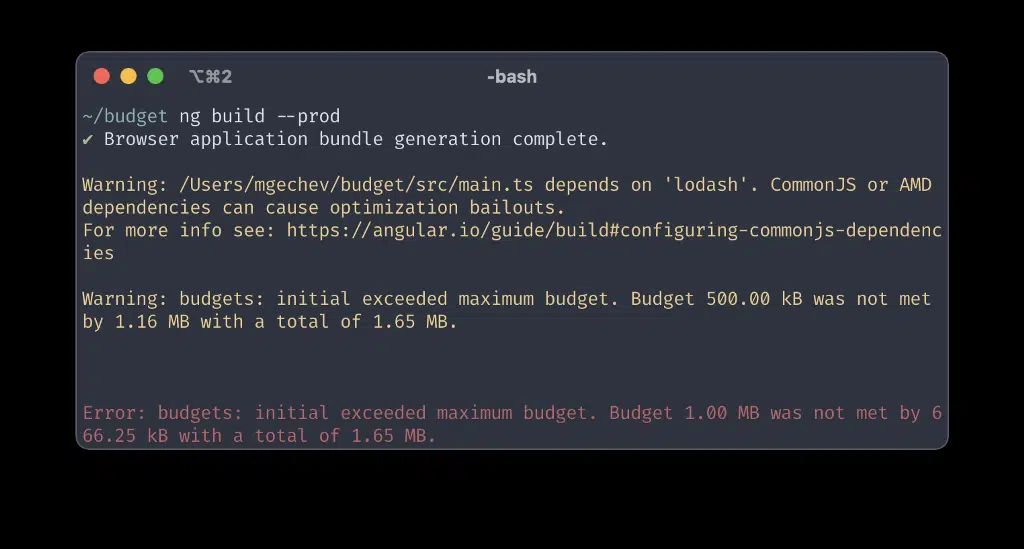 ⌥⌘2
-bash
~/budget ng build --prod
✔ Browser application bundle generation complete.
Warning: /Users/mgechev/budget/src/main.ts depends on 'lodash'. CommonJS or AMD
dependencies can cause optimization bailouts.
For more info see: https://angular.io/guide/build#configuring-commonjs-dependenc
ies
Warning: budgets: initial exceeded maximum budget. Budget 500.00 kB was not met
by 1.16 MB with a total of 1.65 MB.
Error: budgets: initial exceeded maximum budget. Budget 1.00 MB was not met by 6
66.25 kB with a total of 1.65 MB.